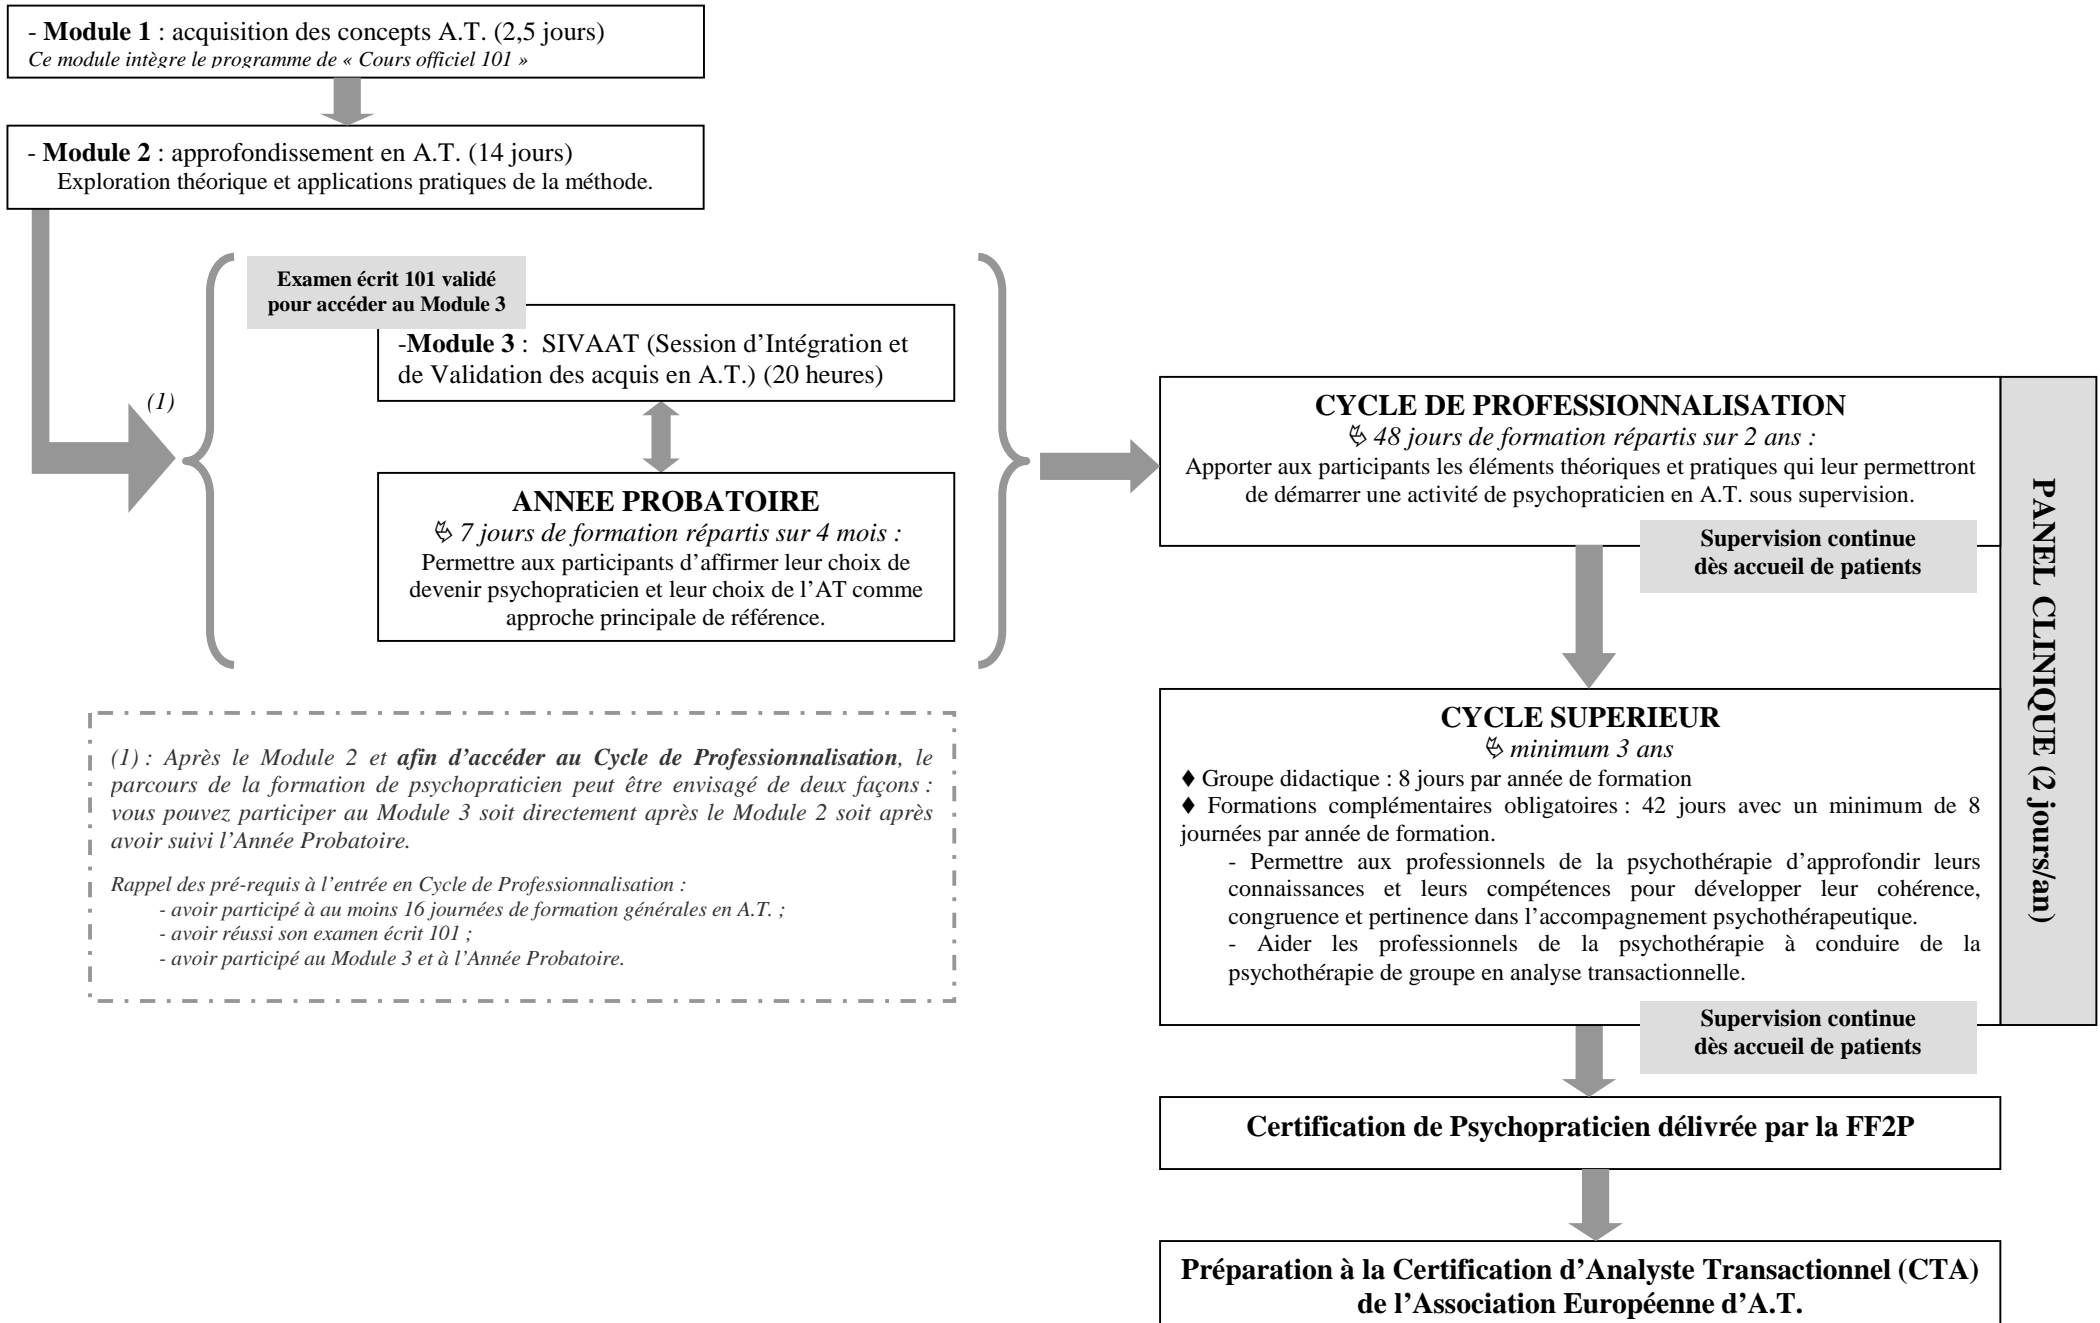 - Module 1 : acquisition des concepts A.T. (2,5 jours)
Ce module intègre le programme de « Cours officiel 101 »
- Module 2 : approfondissement en A.T. (14 jours)
Exploration théorique et applications pratiques de la méthode.
(1)
Examen écrit 101 validé
pour accéder au Module 3
-Module 3 : SIVAAT (Session d’Intégration et
de Validation des acquis en A.T.) (20 heures)
ANNEE PROBATOIRE
7 jours de formation répartis sur 4 mois :
Permettre aux participants d’affirmer leur choix de
devenir psychopraticien et leur choix de l’AT comme
approche principale de référence.
(1) : Après le Module 2 et afin d’accéder au Cycle de Professionnalisation, le
parcours de la formation de psychopraticien peut être envisagé de deux façons :
vous pouvez participer au Module 3 soit directement après le Module 2 soit après
avoir suivi l’Année Probatoire.
Rappel des pré-requis à l’entrée en Cycle de Professionnalisation :
- avoir participé à au moins 16 journées de formation générales en A.T. ;
- avoir réussi son examen écrit 101 ;
- avoir participé au Module 3 et à l’Année Probatoire.
CYCLE DE PROFESSIONNALISATION
48 jours de formation répartis sur 2 ans :
Apporter aux participants les éléments théoriques et pratiques qui leur permettront
de démarrer une activité de psychopraticien en A.T. sous supervision.
Supervision continue
dès accueil de patients
CYCLE SUPERIEUR
minimum 3 ans
♦ Groupe didactique : 8 jours par année de formation
♦ Formations complémentaires obligatoires : 42 jours avec un minimum de 8
journées par année de formation.
- Permettre aux professionnels de la psychothérapie d’approfondir leurs
connaissances et leurs compétences pour développer leur cohérence,
congruence et pertinence dans l’accompagnement psychothérapeutique.
- Aider les professionnels de la psychothérapie à conduire de la
psychothérapie de groupe en analyse transactionnelle.
Supervision continue
dès accueil de patients
PANEL CLINIQUE (2 jours/an)
Certification de Psychopraticien délivrée par la FF2P
Préparation à la Certification d’Analyste Transactionnel (CTA)
de l’Association Européenne d’A.T.